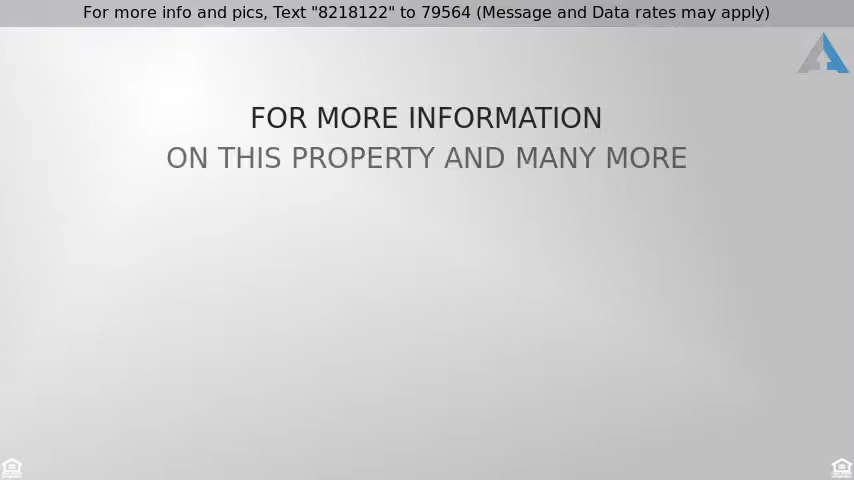 For more info and pics, Text "8218122" to 79564 (Message and Data rates may apply)
FOR MORE INFORMATION
ON THIS PROPERTY AND MANY MORE